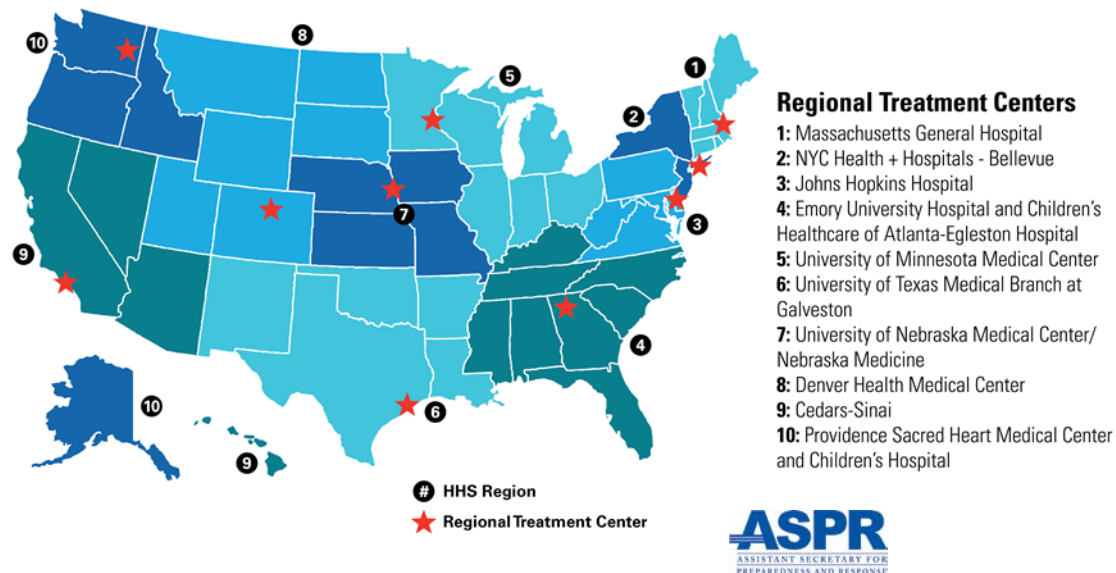 10
8
5
1
2
7
3
9
4
6
10
9
# HHS Region
Regional Treatment Center
Regional Treatment Centers
1: Massachusetts General Hospital
2: NYC Health + Hospitals - Bellevue
3: Johns Hopkins Hospital
4: Emory University Hospital and Children's
Healthcare of Atlanta-Egleston Hospital
5: University of Minnesota Medical Center
6: University of Texas Medical Branch at
Galveston
7: University of Nebraska Medical Center/
Nebraska Medicine
8: Denver Health Medical Center
9: Cedars-Sinai
10: Providence Sacred Heart Medical Center
and Children's Hospital
ASPR
ASSISTANT SECRETARY FOR
PREPAREDNESS AND RESPONSE